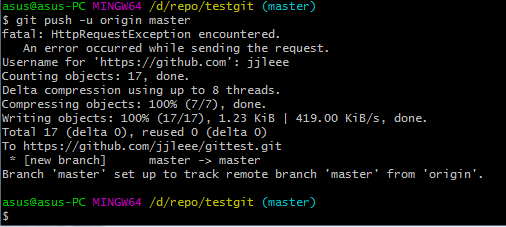 asus@asus-PC MINGW64 /d/repo/testgit (master)
$ git push -u origin master
fatal: HttpRequestException encountered.
   An error occurred while sending the request.
Username for 'https://github.com': jjleee
Counting objects: 17, done.
Delta compression using up to 8 threads.
Compressing objects: 100% (7/7), done.
Writing objects: 100% (17/17), 1.23 KiB | 419.00 KiB/s, done.
Total 17 (delta 0), reused 0 (delta 0)
To https://github.com/jjleee/gittest.git
 * [new branch]      master -> master
Branch 'master' set up to track remote branch 'master' from 'origin'.

asus@asus-PC MINGW64 /d/repo/testgit (master)
$